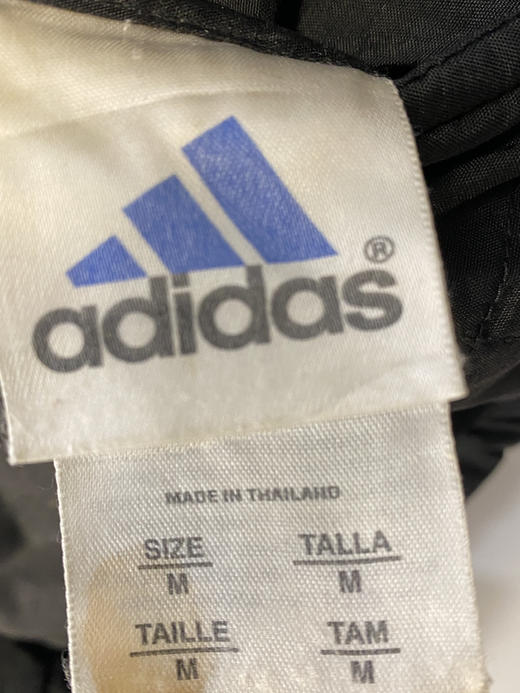 adidas®
MADE IN THAILAND
SIZE TALLA
M M
TAILLE TAM
M M